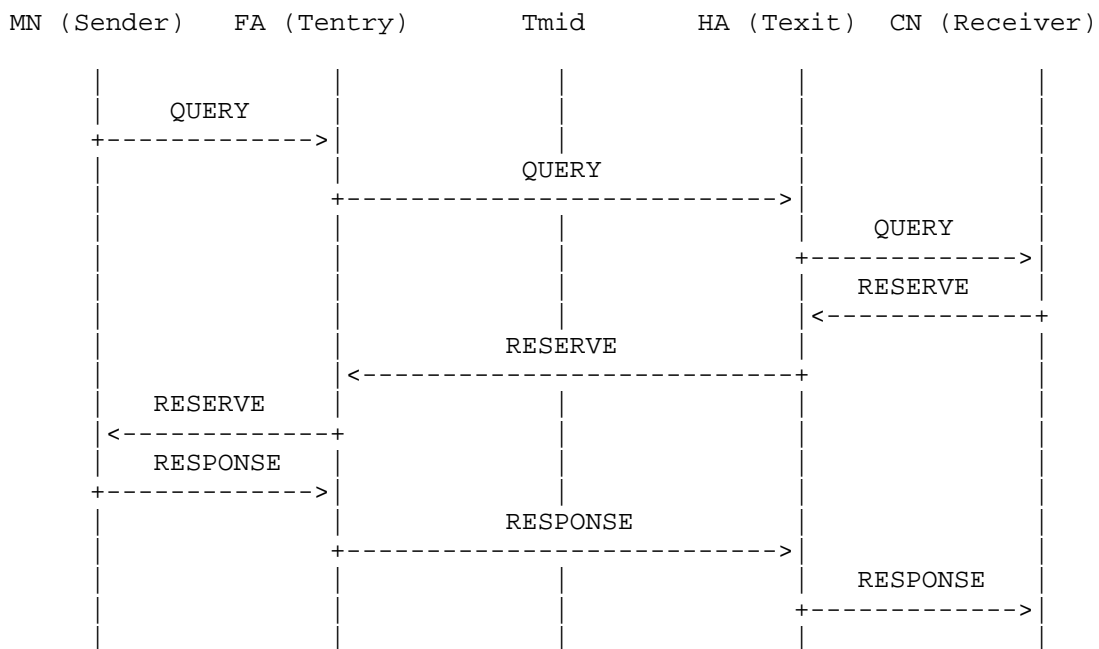 MN (Sender) FA (Tentry) Tmid HA (Texit) CN (Receiver)
QUERY
QUERY
QUERY
RESERVE
RESERVE
RESERVE
RESPONSE
RESPONSE
RESPONSE